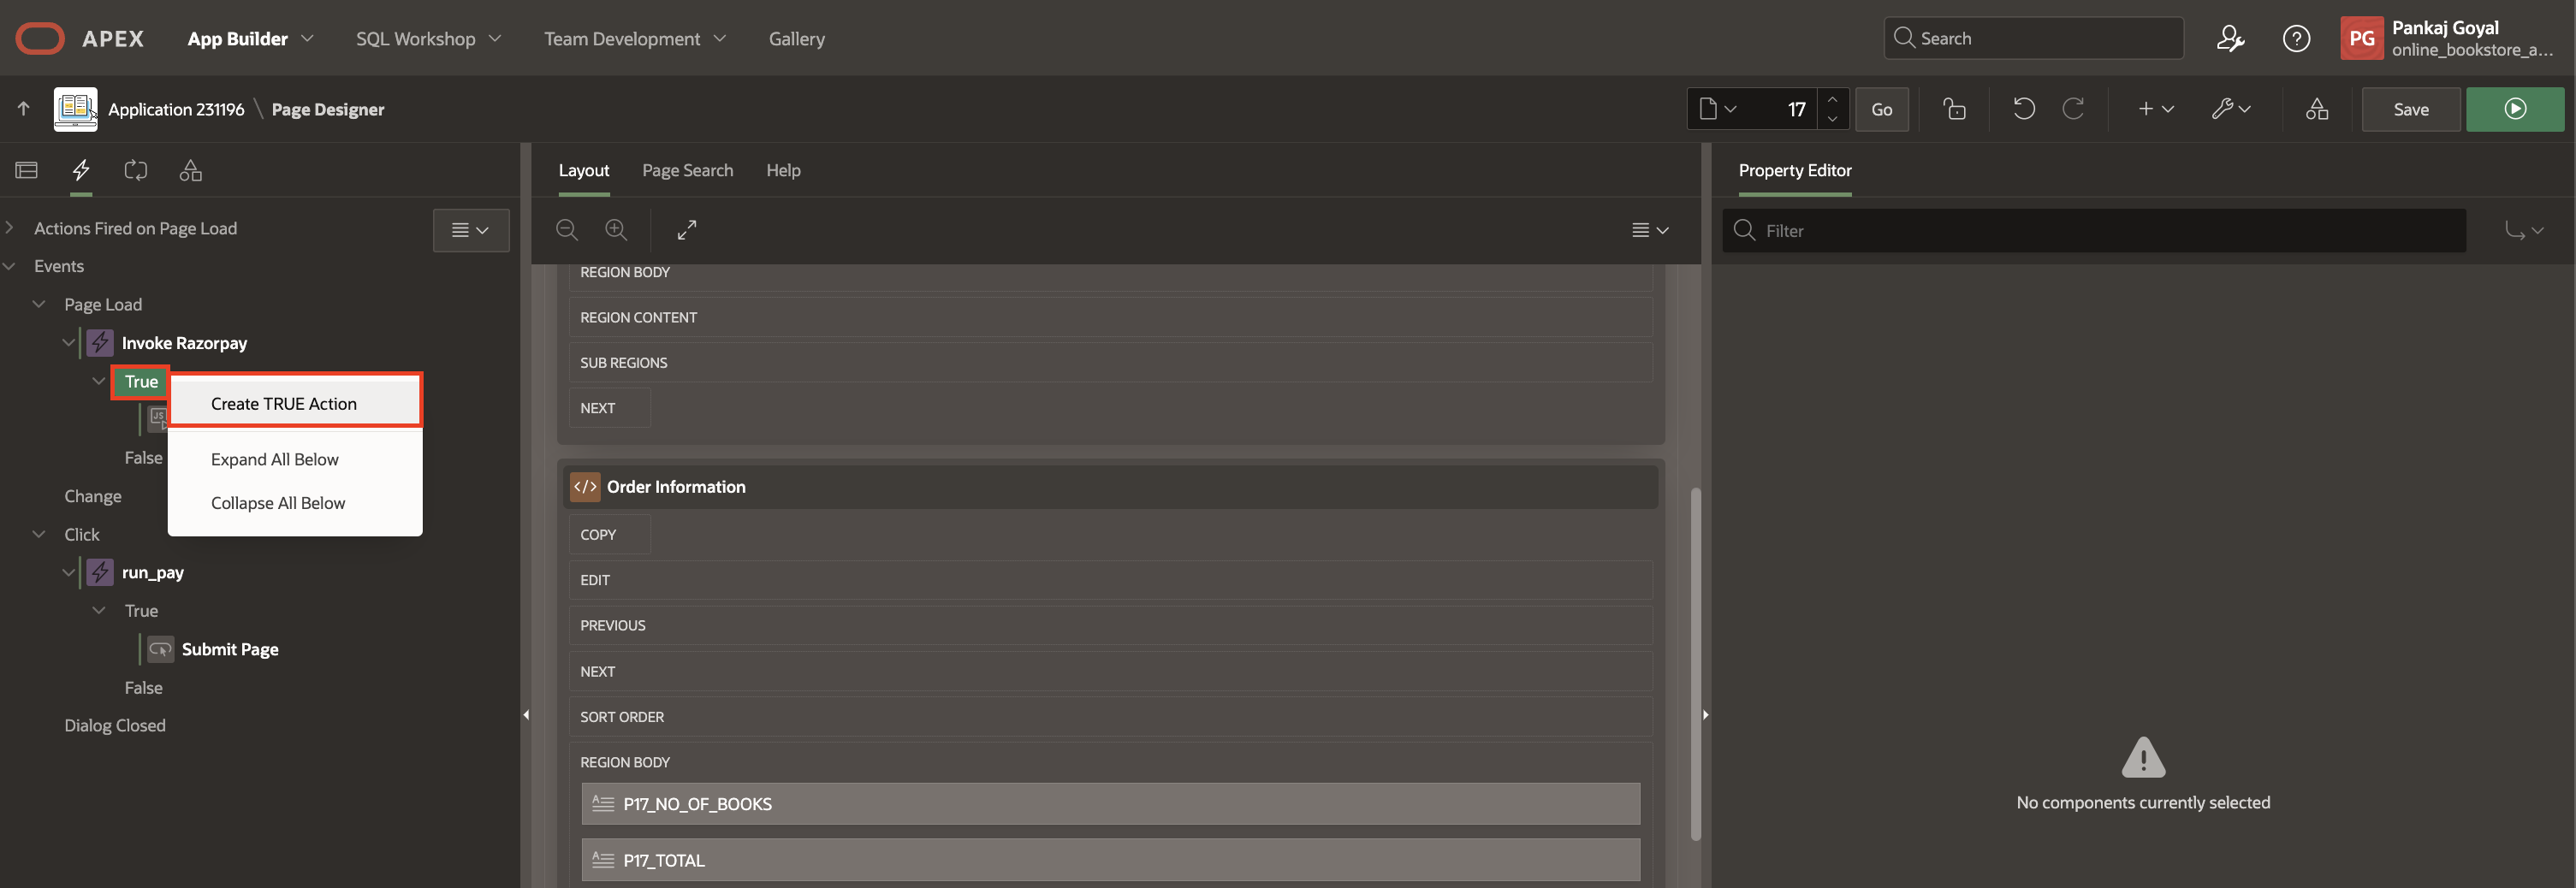 APEX App Builder SQL Workshop Team Development Gallery Search PG Pankaj Goyal
online_bookstore_a...
Application 231196 \ Page Designer 17 Go Save
Layout Page Search Help Property Editor
Actions Fired on Page Load
Filter
Events
Page Load
Invoke Razorpay
True
Create TRUE Action
JS
False
Expand All Below
Change
Collapse All Below
Click
run_pay
True
Submit Page
False
Dialog Closed
REGION BODY
REGION CONTENT
SUB REGIONS
NEXT
</> Order Information
COPY
EDIT
PREVIOUS
NEXT
SORT ORDER
REGION BODY
P17_NO_OF_BOOKS
P17_TOTAL
No components currently selected